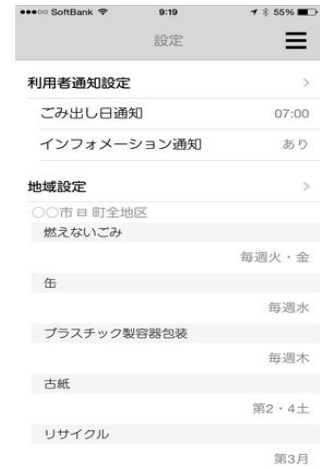 SoftBank 9:19 55%
設定
利用者通知設定 >
ごみ出し日通知 07:00
インフォメーション通知 あり
地域設定 >
○○市日町全地区
燃えないごみ
毎週火・金
缶
毎週水
プラスチック製容器包装
毎週木
古紙
第2・4土
リサイクル
第3月